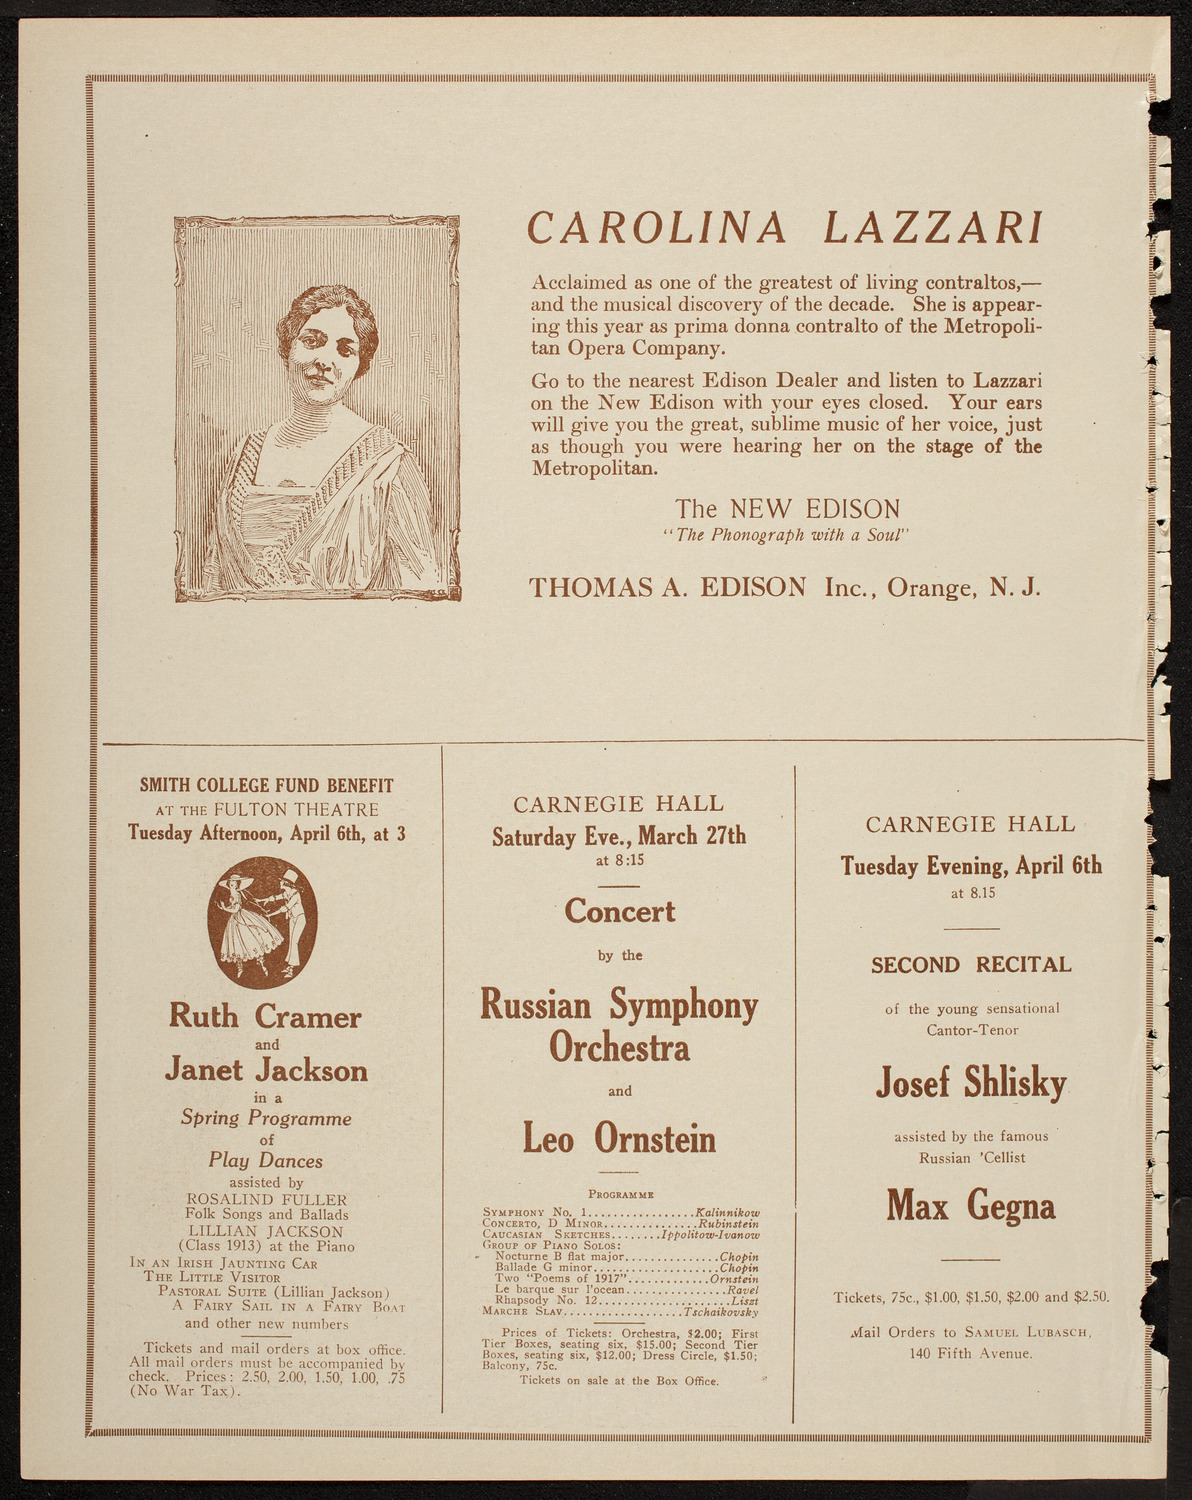 CAROLINA LAZZARI
Acclaimed as one of the greatest of living contraltos,—
and the musical discovery of the decade. She is appear-
ing this year as prima donna contralto of the Metropoli-
tan Opera Company.
Go to the nearest Edison Dealer and listen to Lazzari
on the New Edison with your eyes closed. Your ears
will give you the great, sublime music of her voice, just
as though you were hearing her on the stage of the
Metropolitan.
The NEW EDISON
"The Phonograph with a Soul"
THOMAS A. EDISON Inc., Orange, N. J.
SMITH COLLEGE FUND BENEFIT
AT THE FULTON THEATRE
Tuesday Afternoon, April 6th, at 3
Ruth Cramer
and
Janet Jackson
in a
Spring Programme
of
Play Dances
assisted by
ROSALIND FULLER
Folk Songs and Ballads
LILLIAN JACKSON
(Class 1913) at the Piano
IN AN IRISH JAUNTING CAR
THE LITTLE VISITOR
PASTORAL SUITE (Lillian Jackson)
A FAIRY SAIL IN A FAIRY BOAT
and other new numbers
Tickets and mail orders at box office.
All mail orders must be accompanied by
check. Prices: 2.50, 2.00, 1.50, 1.00, .75
(No War Tax).
CARNEGIE HALL
Saturday Eve., March 27th
at 8:15
Concert
by the
Russian Symphony
Orchestra
and
Leo Ornstein
PROGRAMME
SYMPHONY NO. 1.................Kalinnikow
CONCERTO, D MINOR...............Rubinstein
CAUCASIAN SKETCHES........Ippolitow-Ivanow
GROUP OF PIANO SOLOS:
Nocturne B flat major...............Chopin
Ballade G minor....................Chopin
Two "Poems of 1917".............Ornstein
Le barque sur l'ocean................Ravel
Rhapsody No. 12.....................Liszt
MARCHE SLAV...................Tschaikovsky
Prices of Tickets: Orchestra, $2.00; First
Tier Boxes, seating six, $15.00; Second Tier
Boxes, seating six, $12.00; Dress Circle, $1.50;
Balcony, 75c.
Tickets on sale at the Box Office.
CARNEGIE HALL
Tuesday Evening, April 6th
at 8.15
SECOND RECITAL
of the young sensational
Cantor-Tenor
Josef Shlisky
assisted by the famous
Russian 'Cellist
Max Gegna
Tickets, 75c., $1.00, $1.50, $2.00 and $2.50.
Mail Orders to SAMUEL LUBASCH,
140 Fifth Avenue.